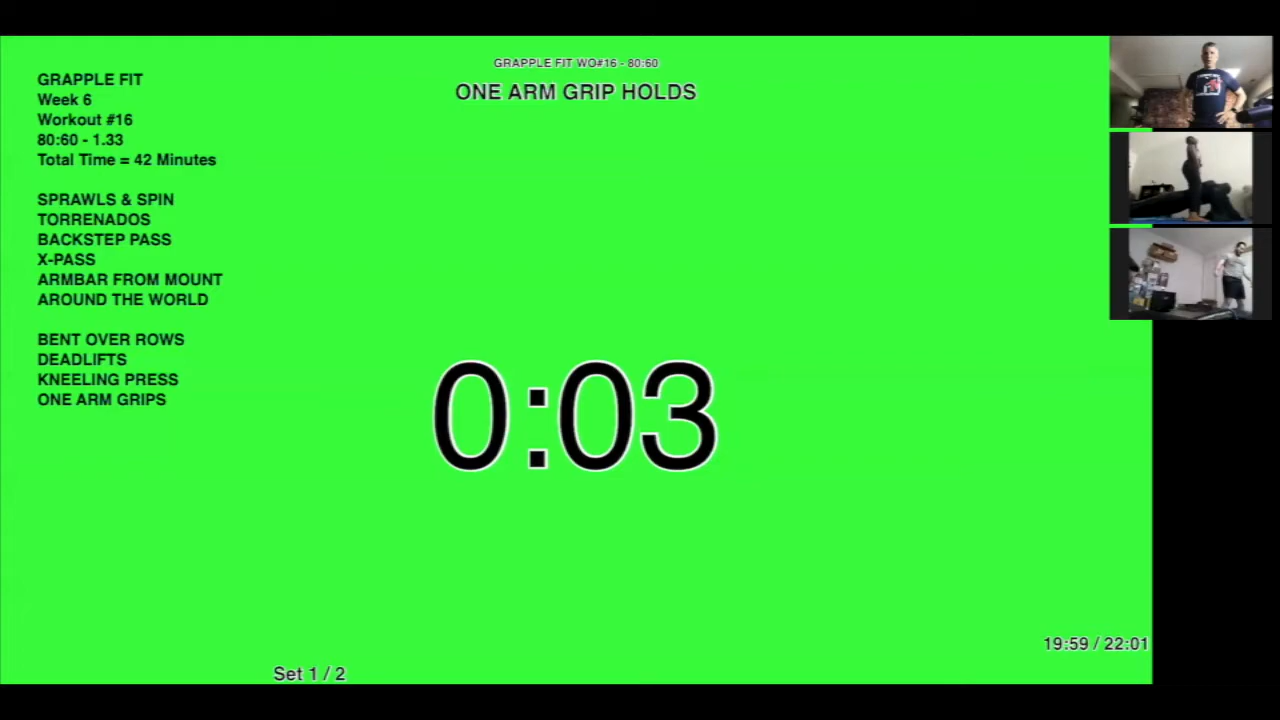 GRAPPLE FIT WO#16 - 80:60
ONE ARM GRIP HOLDS
GRAPPLE FIT
Week 6
Workout #16
80:60 - 1.33
Total Time = 42 Minutes
SPRAWLS & SPIN
TORRENADOS
BACKSTEP PASS
X-PASS
ARMBAR FROM MOUNT
AROUND THE WORLD
BENT OVER ROWS
DEADLIFTS
KNEELING PRESS
ONE ARM GRIPS
0:03
19:59 / 22:01
Set 1 / 2